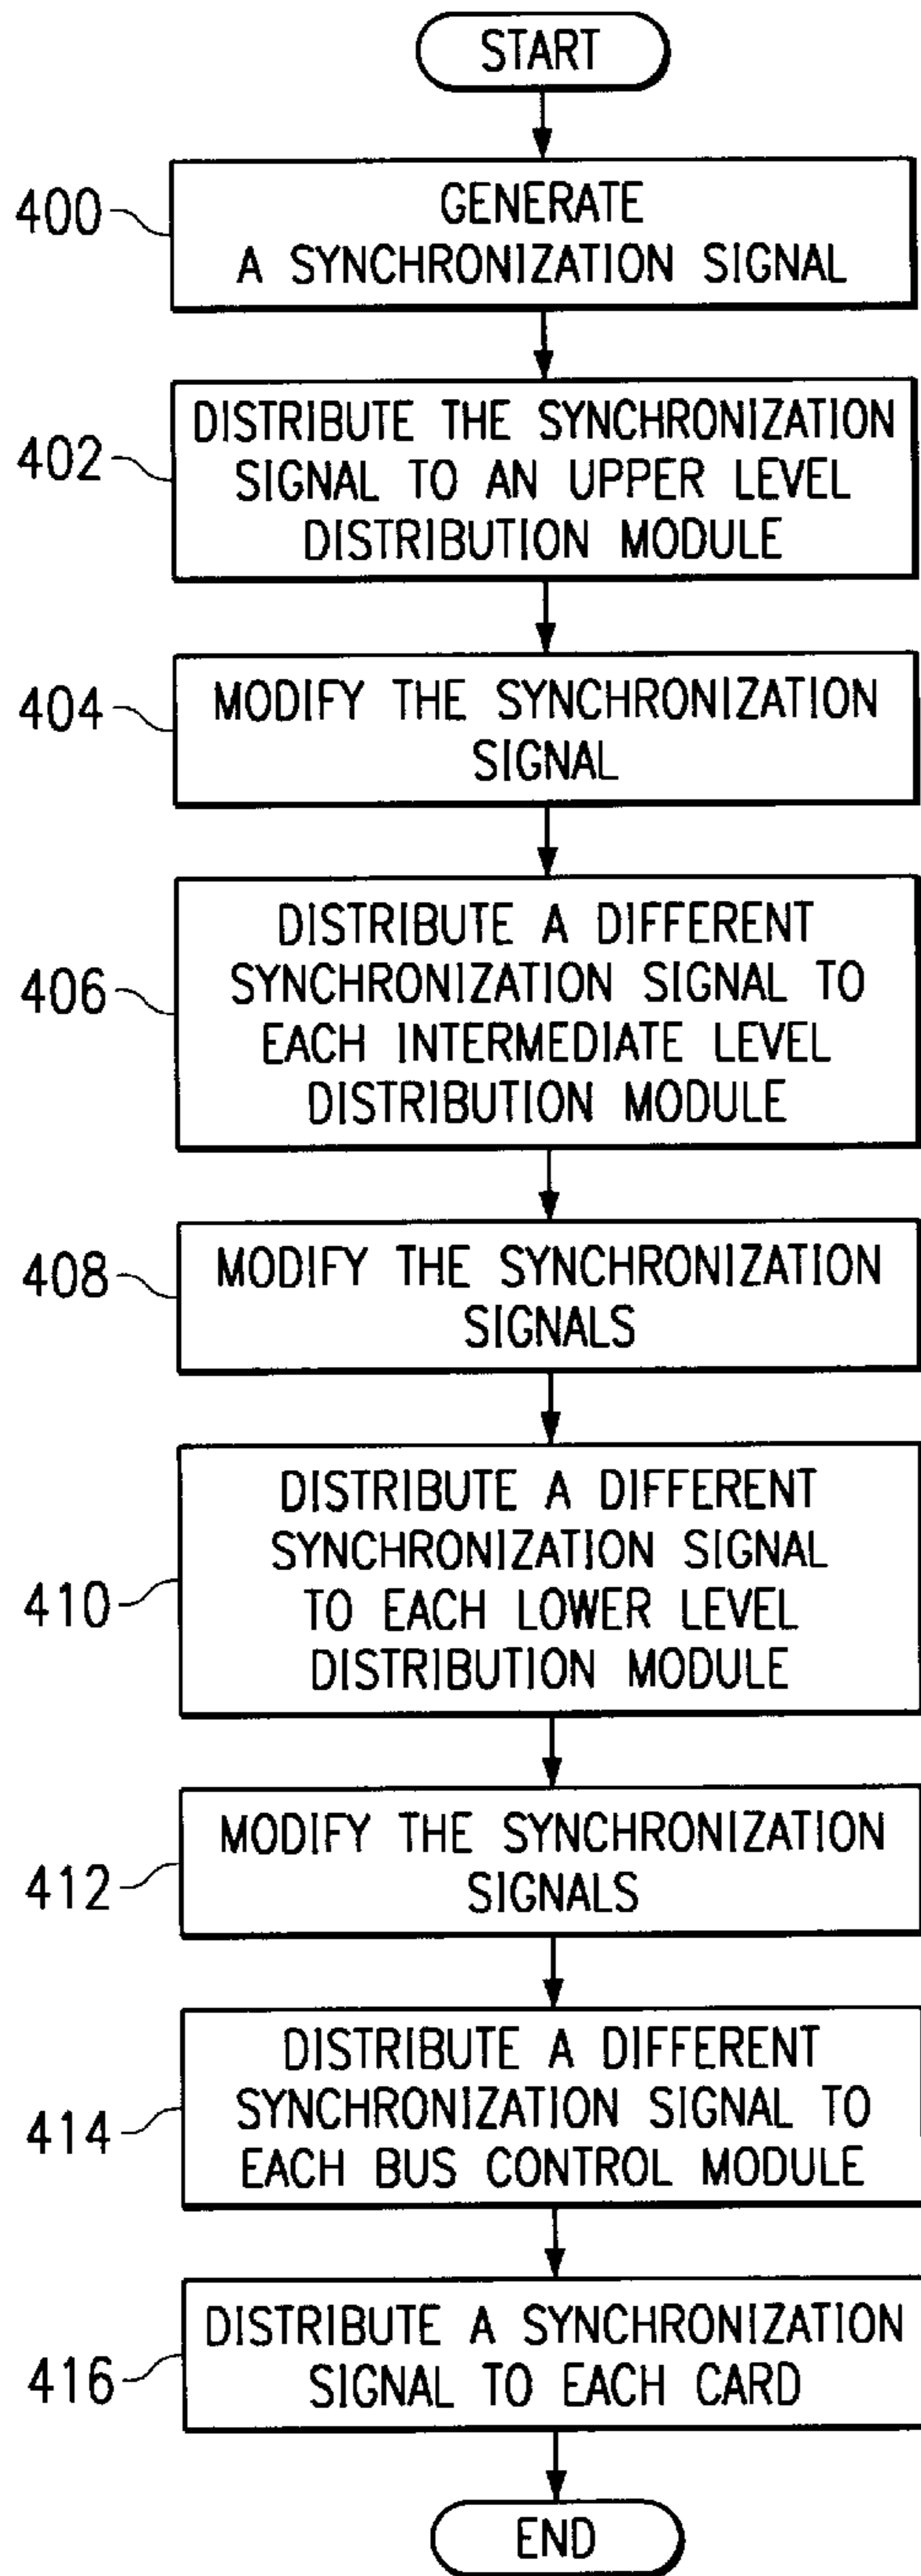 START
400
GENERATE
A SYNCHRONIZATION SIGNAL
402
DISTRIBUTE THE SYNCHRONIZATION
SIGNAL TO AN UPPER LEVEL
DISTRIBUTION MODULE
404
MODIFY THE SYNCHRONIZATION
SIGNAL
406
DISTRIBUTE A DIFFERENT
SYNCHRONIZATION SIGNAL TO
EACH INTERMEDIATE LEVEL
DISTRIBUTION MODULE
408
MODIFY THE SYNCHRONIZATION
SIGNALS
410
DISTRIBUTE A DIFFERENT
SYNCHRONIZATION SIGNAL
TO EACH LOWER LEVEL
DISTRIBUTION MODULE
412
MODIFY THE SYNCHRONIZATION
SIGNALS
414
DISTRIBUTE A DIFFERENT
SYNCHRONIZATION SIGNAL TO
EACH BUS CONTROL MODULE
416
DISTRIBUTE A SYNCHRONIZATION
SIGNAL TO EACH CARD
END